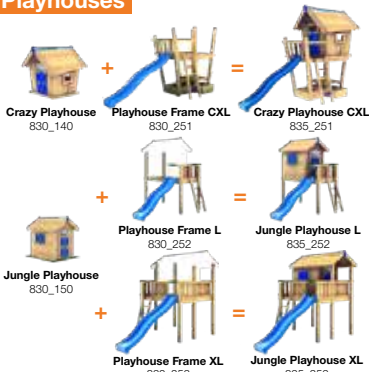 Playhouses
+
=
Crazy Playhouse
830_140
Playhouse Frame CXL
830_251
Crazy Playhouse CXL
835_251
+
=
Playhouse Frame L
830_252
Jungle Playhouse L
835_252
Jungle Playhouse
830_150
+
=
Playhouse Frame XL
Jungle Playhouse XL